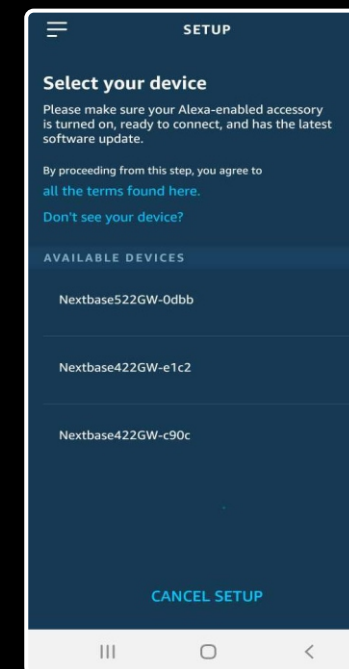 SETUP
Select your device
Please make sure your Alexa-enabled accessory
is turned on, ready to connect, and has the latest
software update.
By proceeding from this step, you agree to
all the terms found here.
Don't see your device?
AVAILABLE DEVICES
Nextbase522GW-0dbb
Nextbase422GW-e1c2
Nextbase422GW-c90c
CANCEL SETUP